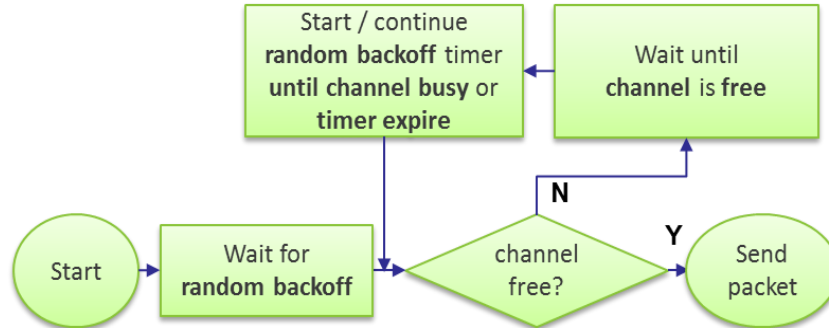 Start / continue
random backoff timer
until channel busy or
timer expire
Wait until
channel is free
N
Y
Start
Wait for
random backoff
channel
free?
Send
packet